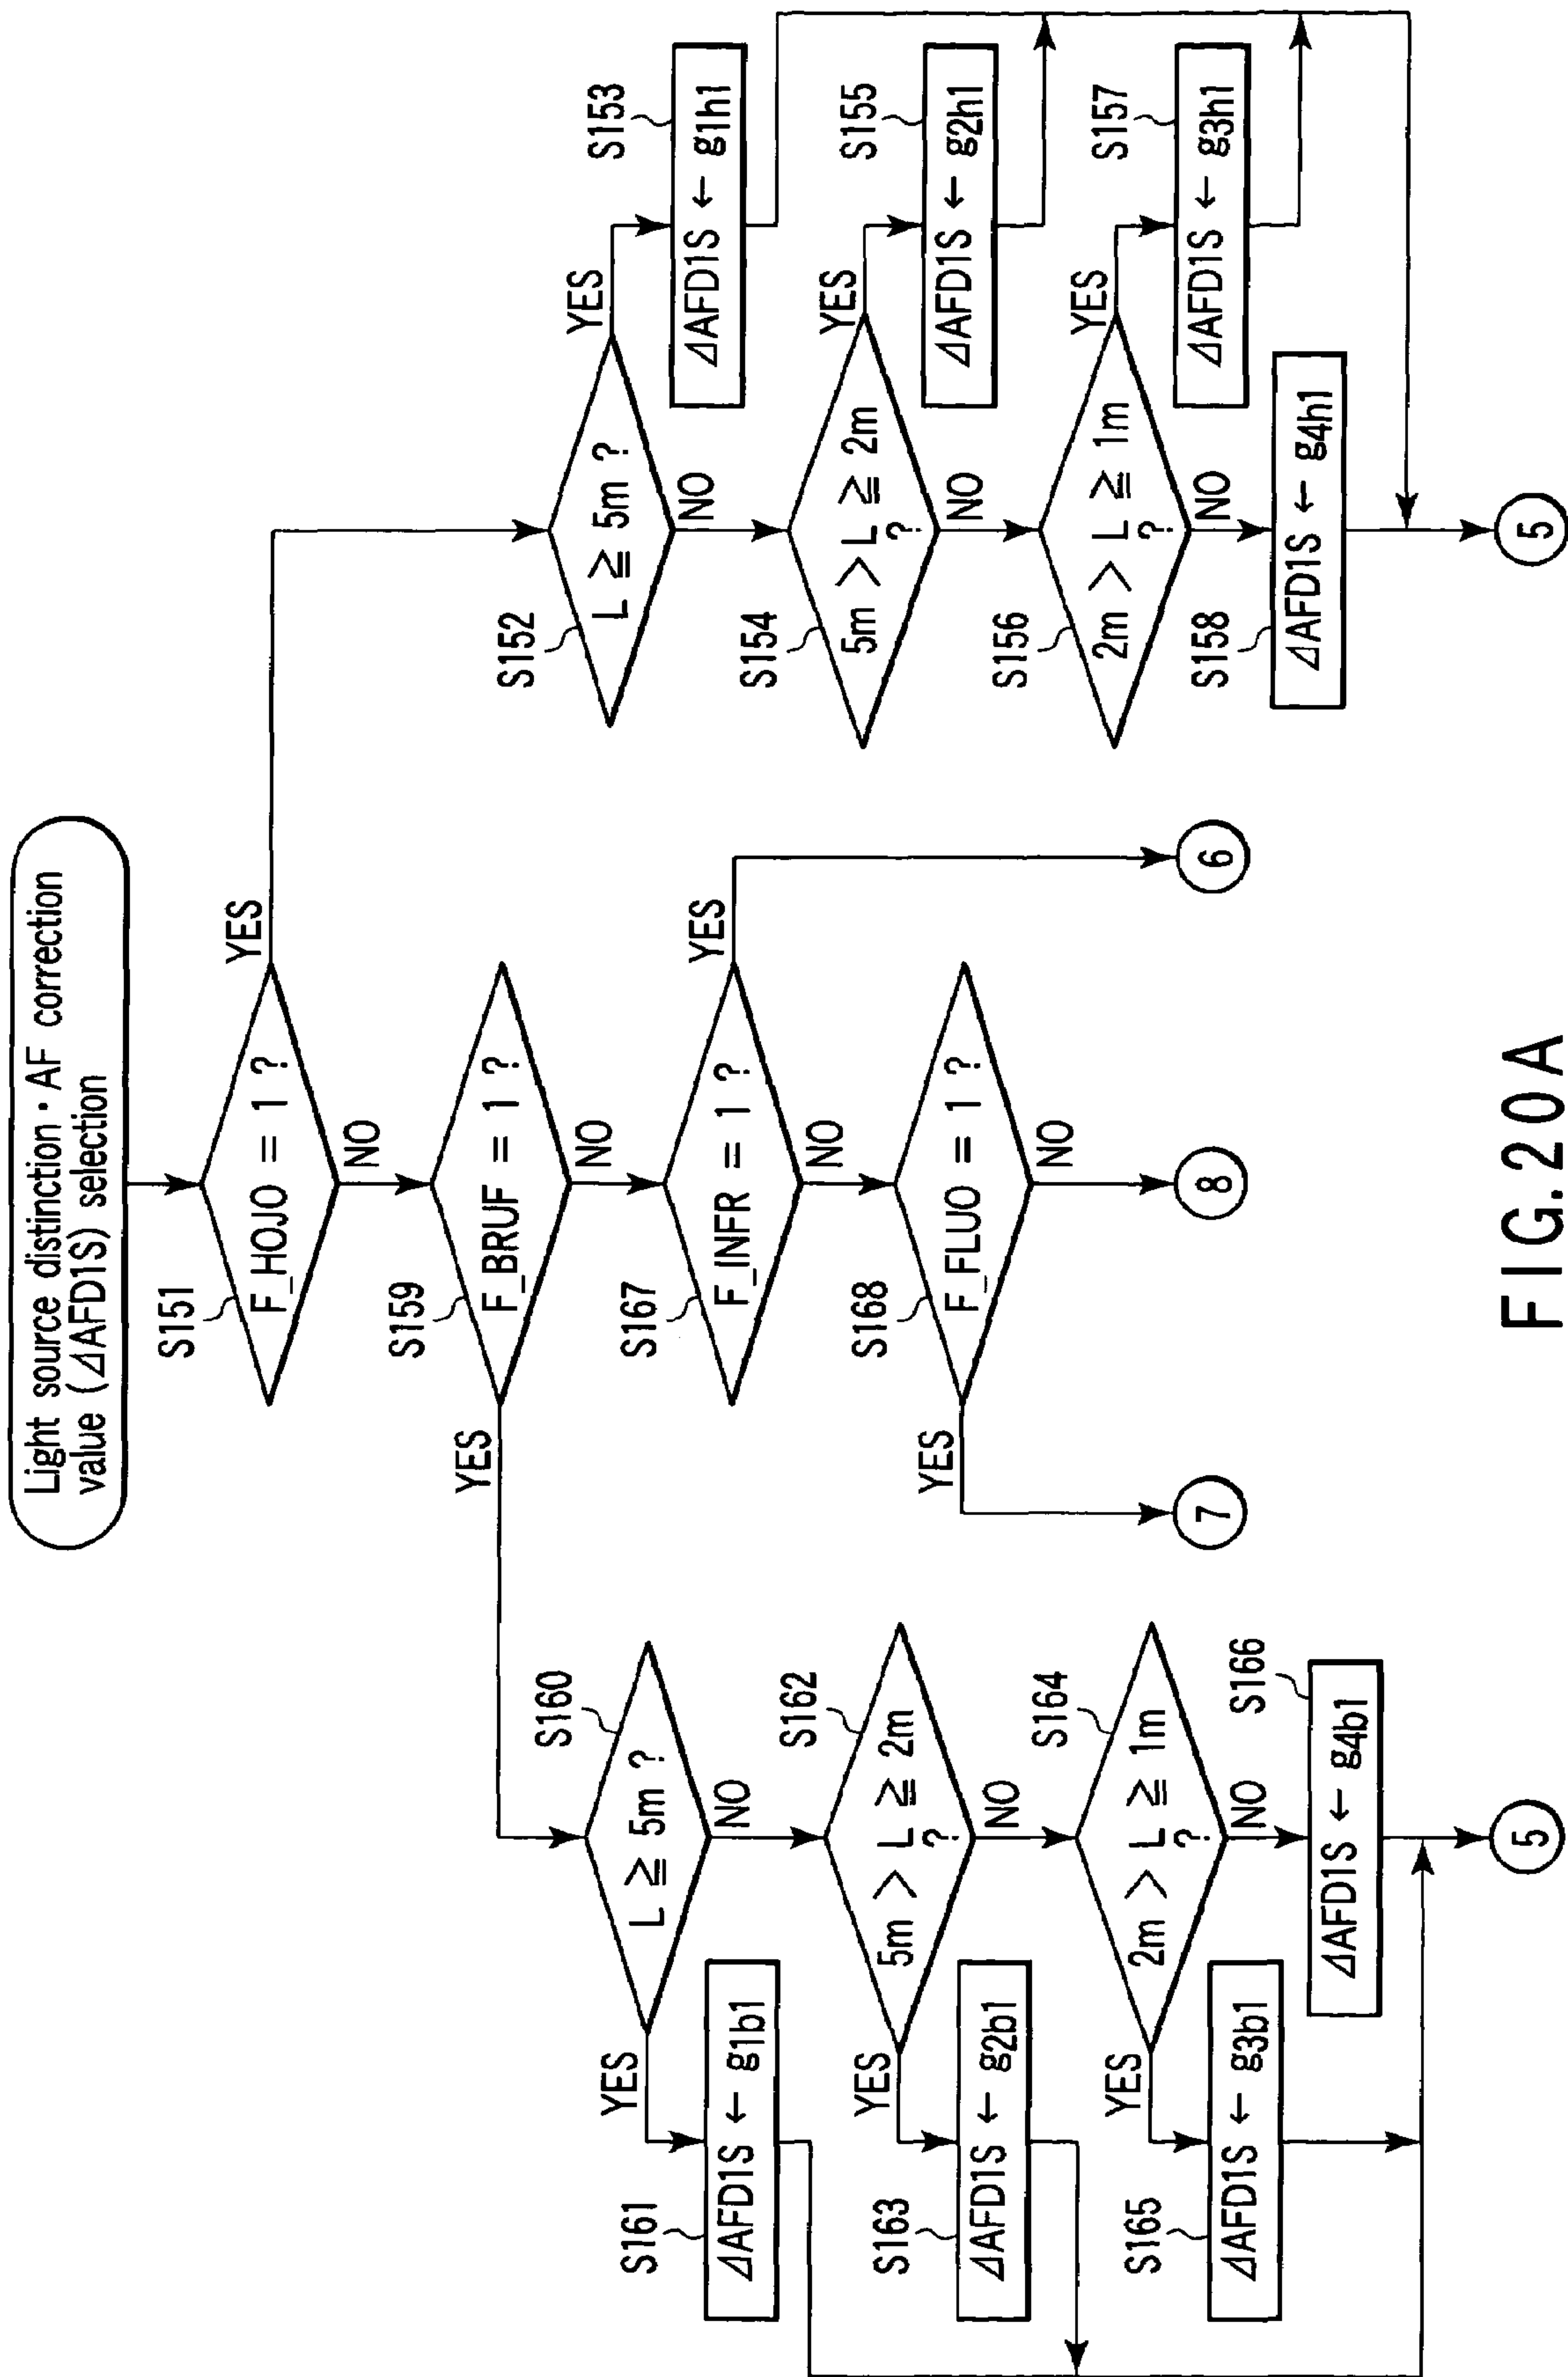 Light source distinction · AF correction
value (⊿AFD1S) selection
S151
F_HOJO = 1 ?
YES
NO
S152
L ≧ 5m ?
YES
NO
S153
⊿AFD1S ← g1h1
S154
5m > L ≧ 2m
?
YES
NO
S155
⊿AFD1S ← g2h1
S156
2m > L ≧ 1m
?
YES
NO
S157
⊿AFD1S ← g3h1
S158
⊿AFD1S ← g4h1
5
S159
F_BRUF = 1 ?
YES
NO
S160
L ≧ 5m ?
YES
NO
S161
⊿AFD1S ← g1b1
S162
5m > L ≧ 2m
?
YES
NO
S163
⊿AFD1S ← g2b1
S164
2m > L ≧ 1m
?
YES
NO
S165
⊿AFD1S ← g3b1
S166
⊿AFD1S ← g4b1
5
S167
F_INFR = 1 ?
YES
NO
6
S168
F_FLUO = 1 ?
YES
NO
7
8
FIG. 20A